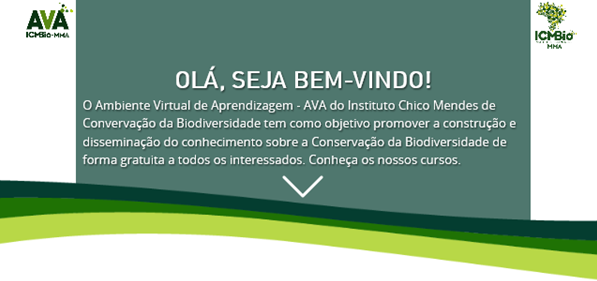 AVA
ICMBio-MMA
ICMBio
MMA
OLÁ, SEJA BEM-VINDO!
O Ambiente Virtual de Aprendizagem - AVA do Instituto Chico Mendes de
Convervação da Biodiversidade tem como objetivo promover a construção e
disseminação do conhecimento sobre a Conservação da Biodiversidade de
forma gratuita a todos os interessados. Conheça os nossos cursos.